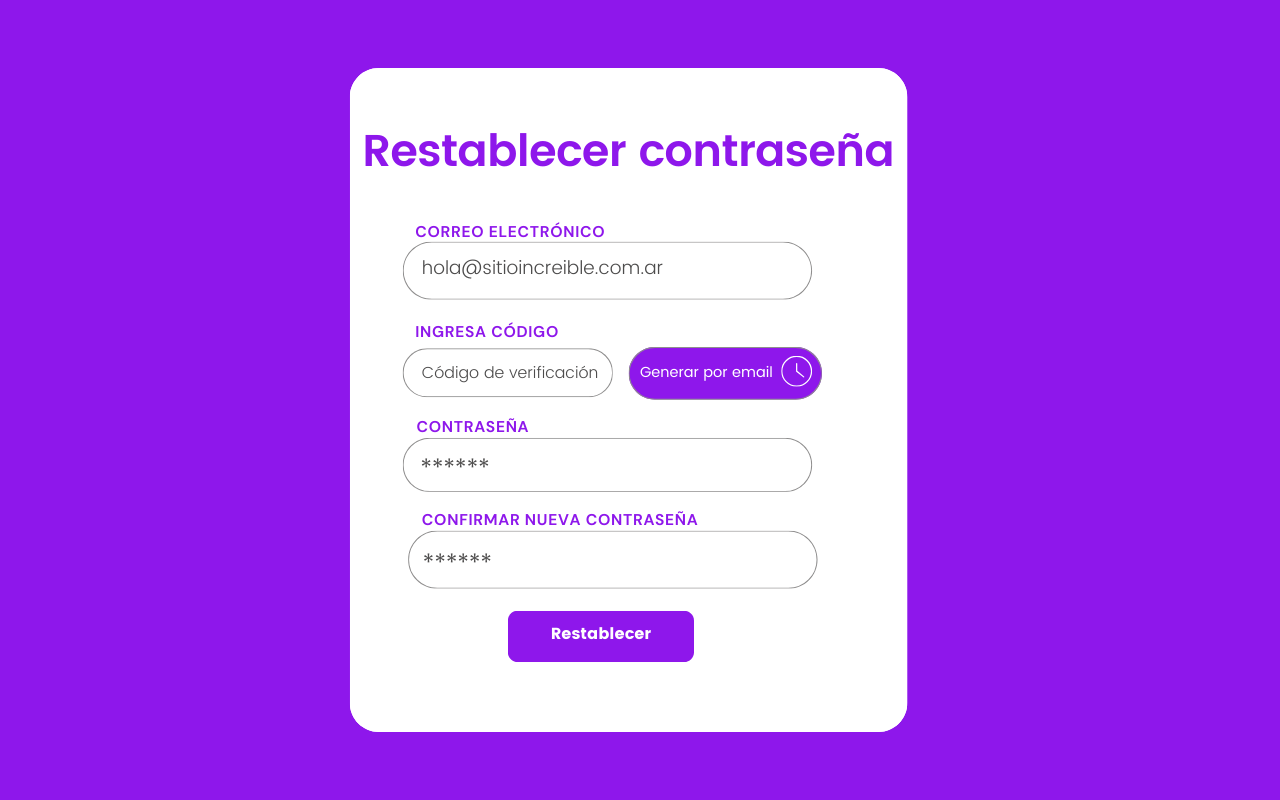 Restablecer contraseña
CORREO ELECTRÓNICO
hola@sitioincreible.com.ar
INGRESA CÓDIGO
Código de verificación
Generar por email
CONTRASEÑA
******
CONFIRMAR NUEVA CONTRASEÑA
******
Restablecer